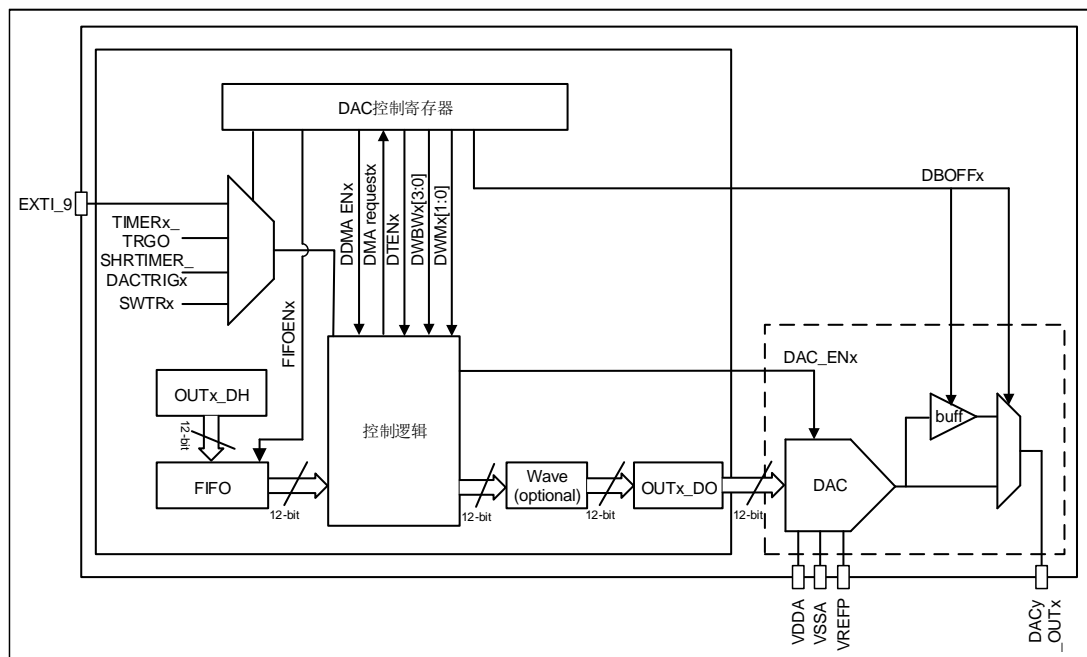 DAC控制寄存器
EXTI_9
TIMERx_
TRGO
SHRTIMER_
DACTRIGx
SWTRx
FIFOENx
DDMA ENx
DMA requestx
DTENx
DWBWx[3:0]
DWMx[1:0]
DBOFFx
OUTx_DH
12-bit
FIFO
12-bit
控制逻辑
12-bit
Wave
(optional)
12-bit
OUTx_DO
12-bit
DAC_ENx
DAC
buff
VDDA
VSSA
VREFP
DACy
_OUTx